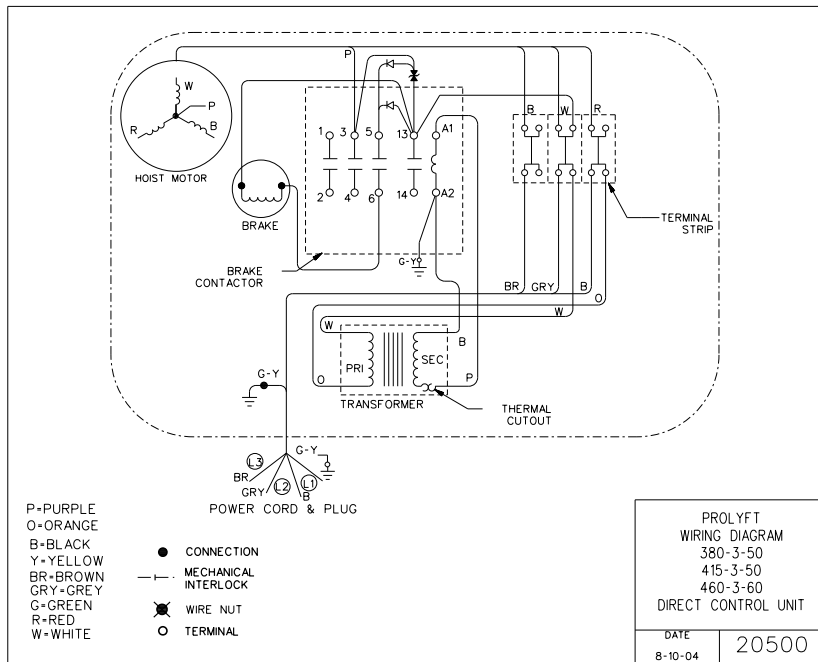 P
W
P
R
B
HOIST MOTOR
BRAKE
BRAKE
CONTACTOR
1
3
5
13
A1
2
4
6
14
A2
G-Y
B
W
R
TERMINAL
STRIP
BR
GRY
B
O
W
W
O
PRI
SEC
B
P
TRANSFORMER
THERMAL
CUTOUT
G-Y
G-Y
L3
L2
L1
BR
GRY
B
POWER CORD & PLUG
P=PURPLE
O=ORANGE
B=BLACK
Y=YELLOW
BR=BROWN
GRY=GREY
G=GREEN
R=RED
W=WHITE
CONNECTION
MECHANICAL
INTERLOCK
WIRE NUT
TERMINAL
PROLYFT
WIRING DIAGRAM
380-3-50
415-3-50
460-3-60
DIRECT CONTROL UNIT
DATE
8-10-04
20500